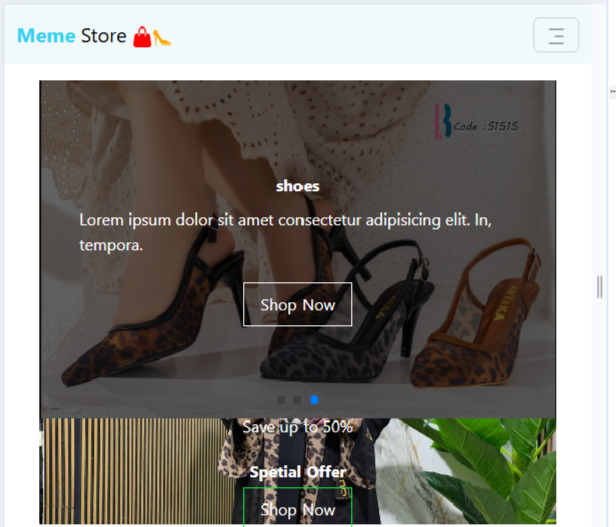 Meme Store
Code :51515
shoes
Lorem ipsum dolor sit amet consectetur adipisicing elit. In,
tempora.
Shop Now
Save up to 50%
Spetial Offer
Shop Now